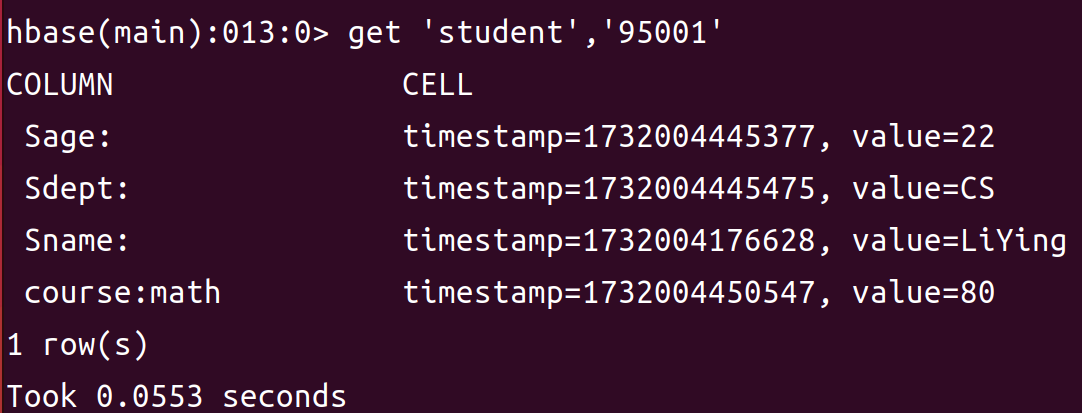 hbase(main):013:0> get 'student','95001'
COLUMN CELL
Sage: timestamp=1732004445377, value=22
Sdept: timestamp=1732004445475, value=CS
Sname: timestamp=1732004176628, value=LiYing
course:math timestamp=1732004450547, value=80
1 row(s)
Took 0.0553 seconds